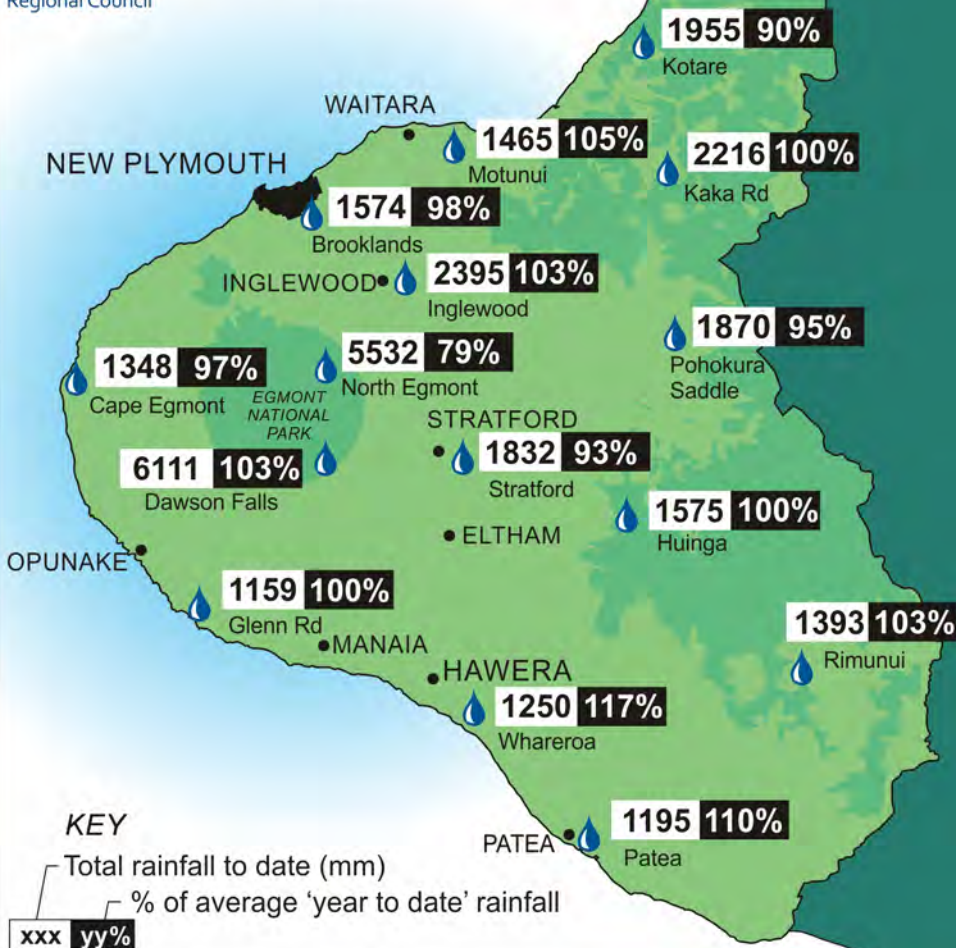 Regional Council
1955 90%
Kotare
WAITARA
1465 105%
Motunui
2216 100%
Kaka Rd
NEW PLYMOUTH
1574 98%
Brooklands
INGLEWOOD
2395 103%
Inglewood
1870 95%
Pohokura
Saddle
5532 79%
North Egmont
1348 97%
Cape Egmont
EGMONT
NATIONAL
PARK
STRATFORD
1832 93%
Stratford
6111 103%
Dawson Falls
1575 100%
Huinga
ELTHAM
OPUNAKE
1159 100%
Glenn Rd
MANAIA
1393 103%
Rimunui
HAWERA
1250 117%
Whareroa
1195 110%
Patea
PATEA
KEY
Total rainfall to date (mm)
% of average ‘year to date’ rainfall
xxx yy%